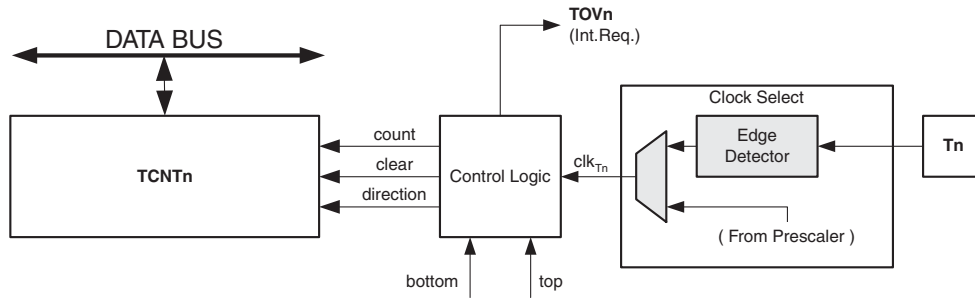 TOVn
(Int.Req.)
DATA BUS
Clock Select
count
Edge
Detector
Tn
TCNTn
clear
Control Logic
clkTn
direction
( From Prescaler )
bottom
top